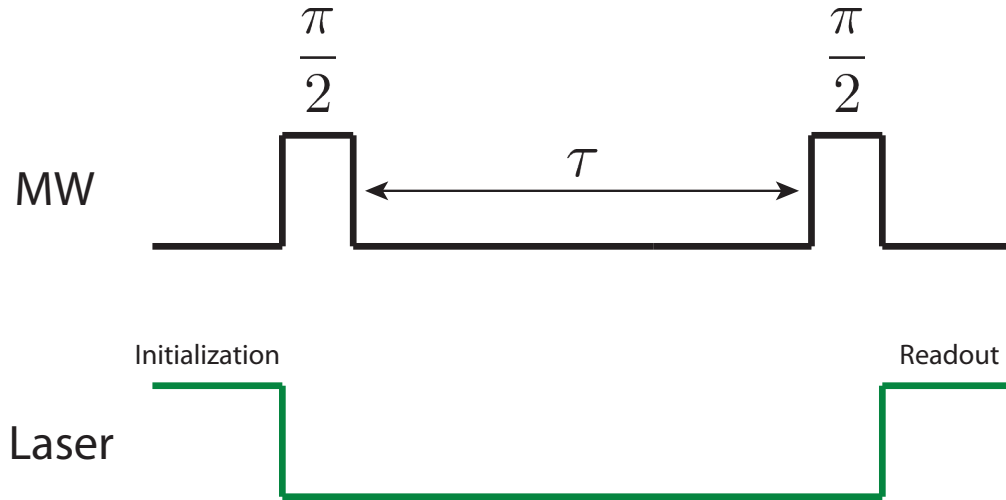 π/2 π/2
MW
τ
Initialization Readout
Laser